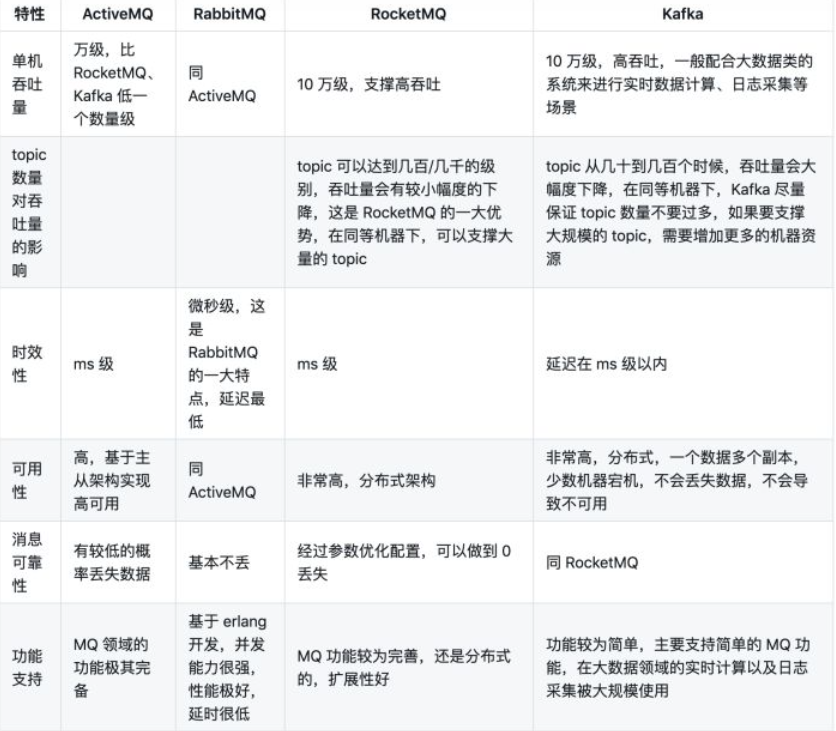 特性
ActiveMQ
RabbitMQ
RocketMQ
Kafka
单机
吞吐
量
万级，比
RocketMQ、
Kafka 低一
个数量级
同
ActiveMQ
10 万级，支撑高吞吐
10 万级，高吞吐，一般配合大数据类的
系统来进行实时数据计算、日志采集等
场景
topic
数量
对吞
吐量
的影
响
topic 可以达到几百/几千的级
别，吞吐量会有较小幅度的下
降，这是 RocketMQ 的一大优
势，在同等机器下，可以支撑大
量的 topic
topic 从几十到几百个时候，吞吐量会大
幅度下降，在同等机器下，Kafka 尽量
保证 topic 数量不要过多，如果要支撑
大规模的 topic，需要增加更多的机器资
源
时效
性
ms 级
微秒级，这
是
RabbitMQ
的一大特
点，延迟最
低
ms 级
延迟在 ms 级以内
可用
性
高，基于主
从架构实现
高可用
同
ActiveMQ
非常高，分布式架构
非常高，分布式，一个数据多个副本，
少数机器宕机，不会丢失数据，不会导
致不可用
消息
可靠
性
有较低的概
率丢失数据
基本不丢
经过参数优化配置，可以做到 0
丢失
同 RocketMQ
功能
支持
MQ 领域的
功能极其完
备
基于 erlang
开发，并发
能力很强，
性能极好，
延时很低
MQ 功能较为完善，还是分布式
的，扩展性好
功能较为简单，主要支持简单的 MQ 功
能，在大数据领域的实时计算以及日志
采集被大规模使用